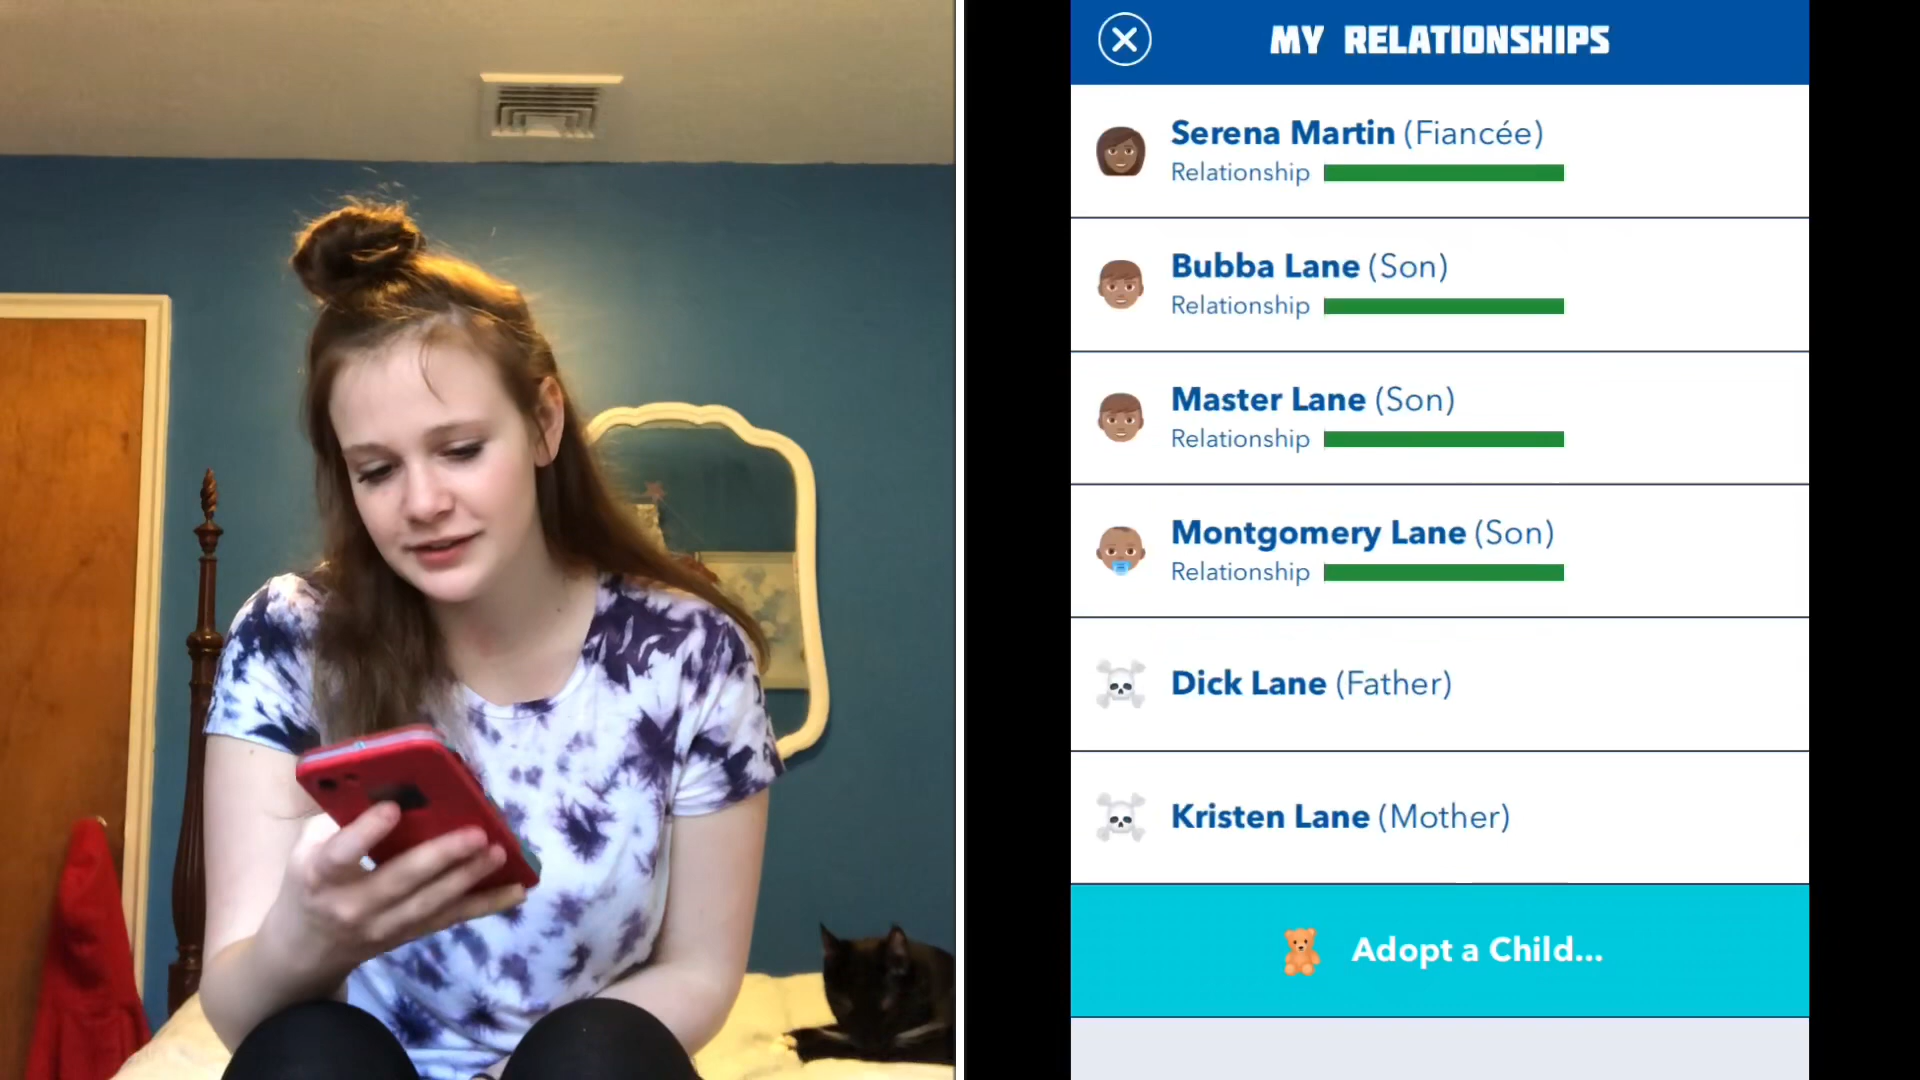 MY RELATIONSHIPS
Serena Martin (Fiancée)
Relationship
Bubba Lane (Son)
Relationship
Master Lane (Son)
Relationship
Montgomery Lane (Son)
Relationship
Dick Lane (Father)
Kristen Lane (Mother)
Adopt a Child...